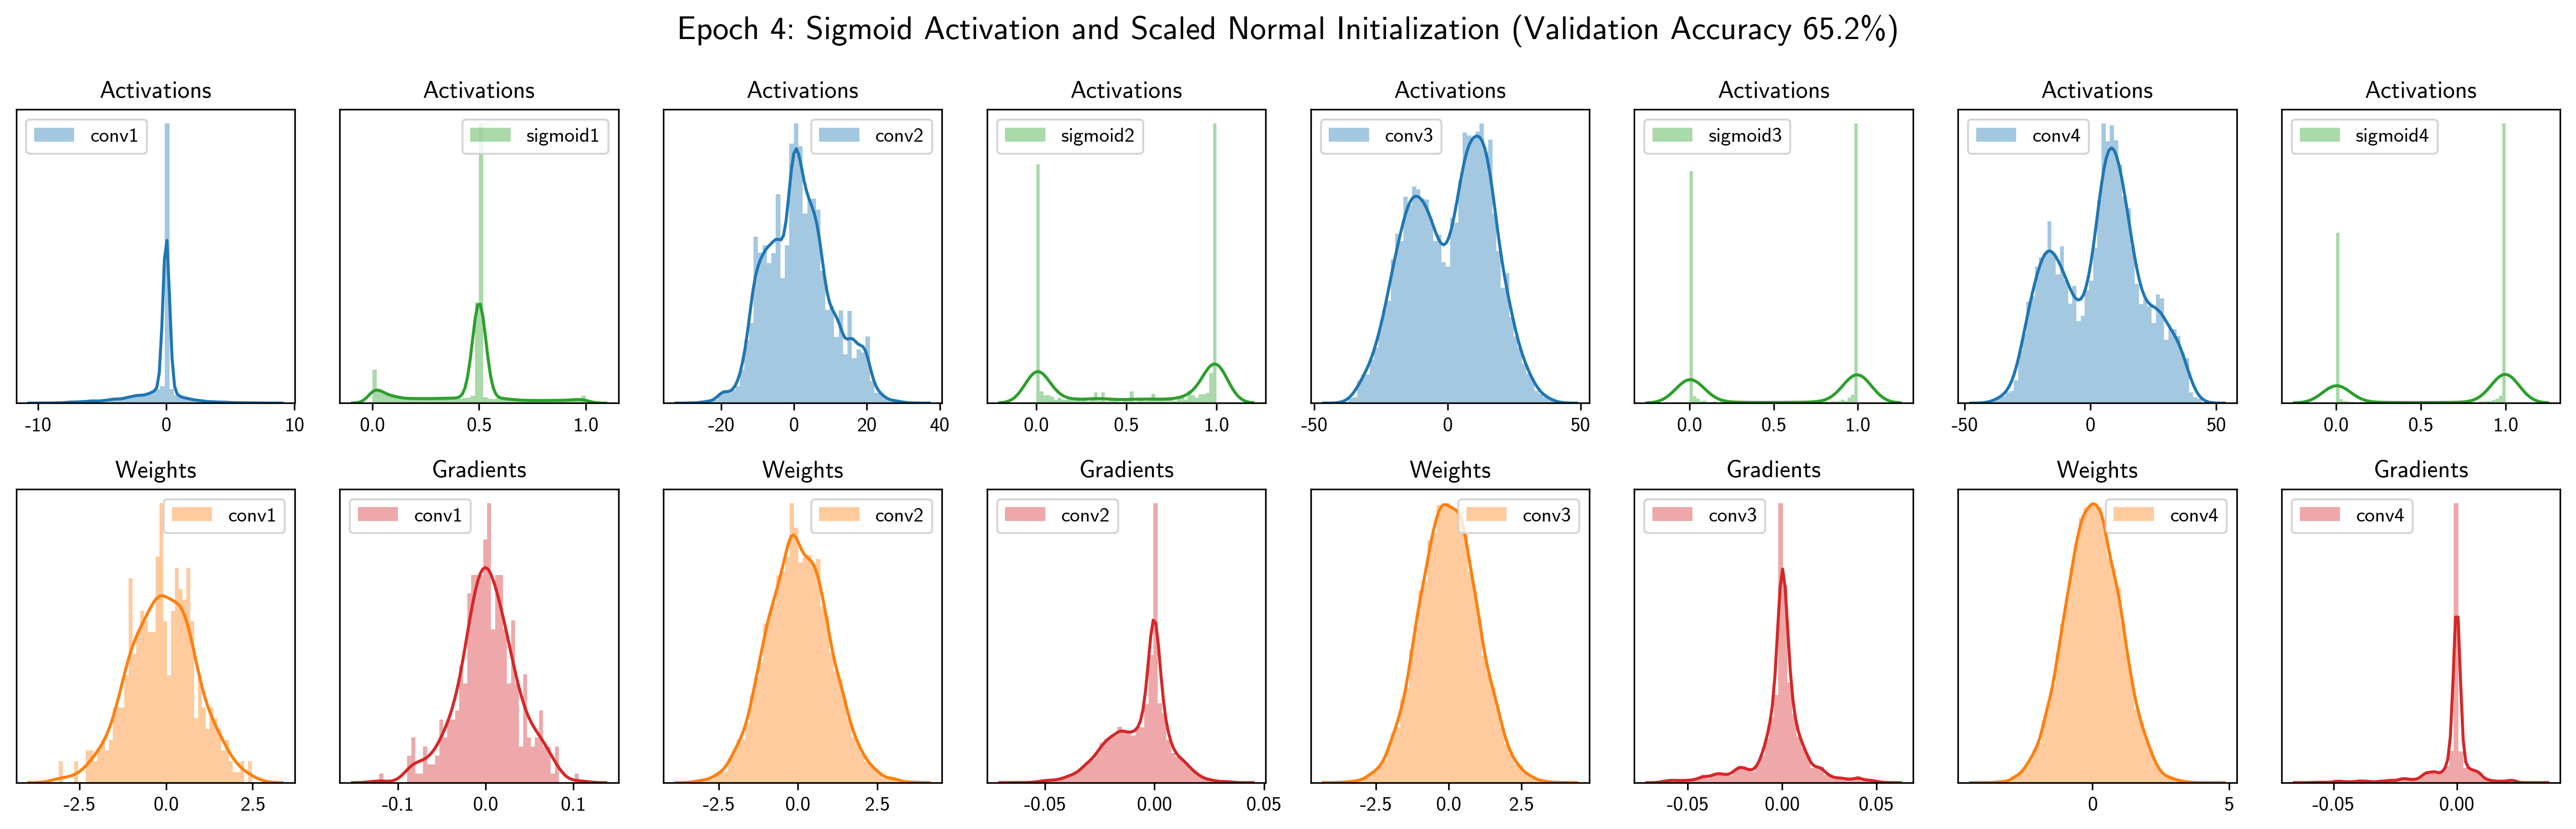 Epoch 4: Sigmoid Activation and Scaled Normal Initialization (Validation Accuracy 65.2%)
Activations Activations Activations Activations Activations Activations Activations Activations
conv1 sigmoid1 conv2 sigmoid2 conv3 sigmoid3 conv4 sigmoid4
-10 0 10 0.0 0.5 1.0 -20 0 20 40 0.0 0.5 1.0 -50 0 50 0.0 0.5 1.0 -50 0 50 0.0 0.5 1.0
Weights Gradients Weights Gradients Weights Gradients Weights Gradients
conv1 conv1 conv2 conv2 conv3 conv3 conv4 conv4
-2.5 0.0 2.5 -0.1 0.0 0.1 -2.5 0.0 2.5 -0.05 0.00 0.05 -2.5 0.0 2.5 -0.05 0.00 0.05 0 5 -0.05 0.00